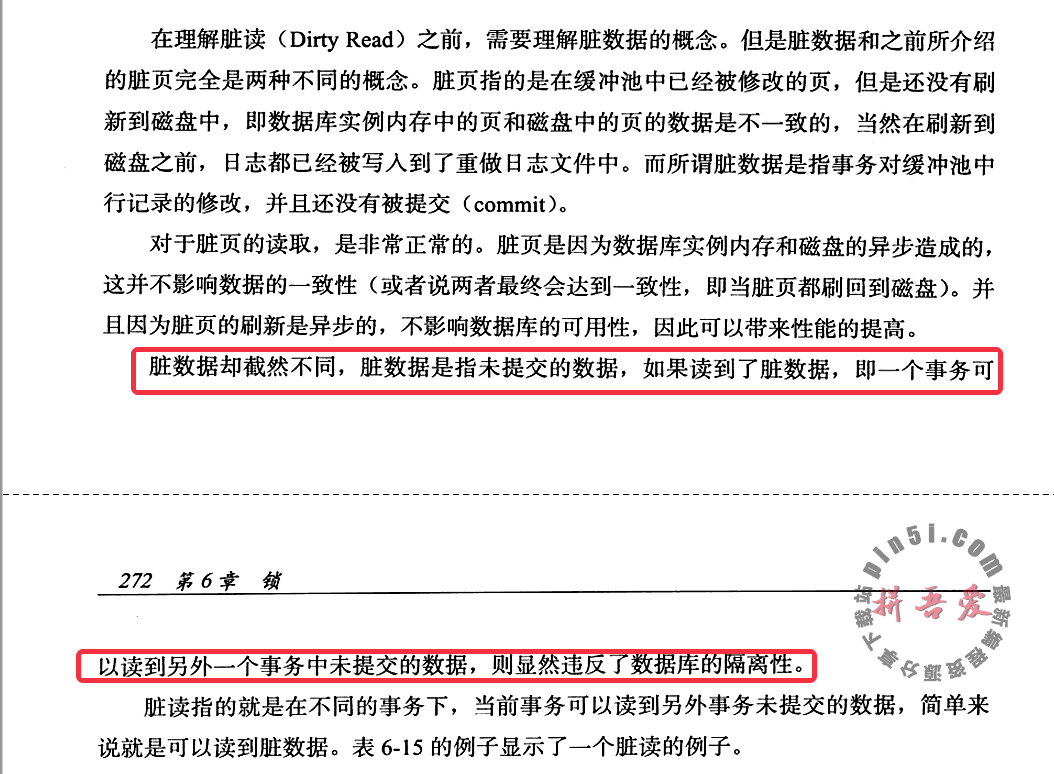 在理解脏读（Dirty Read）之前，需要理解脏数据的概念。但是脏数据和之前所介绍
的脏页完全是两种不同的概念。脏页指的是在缓冲池中已经被修改的页，但是还没有刷
新到磁盘中，即数据库实例内存中的页和磁盘中的页的数据是不一致的，当然在刷新到
磁盘之前，日志都已经被写人到了重做日志文件中。而所谓脏数据是指事务对缓冲池中
行记录的修改，并且还没有被提交（commit）。
对于脏页的读取，是非常正常的。脏页是因为数据库实例内存和磁盘的异步造成的，
这并不影响数据的一致性（或者说两者最终会达到一致性，即当脏页都刷回到磁盘）。并
且因为脏页的刷新是异步的，不影响数据库的可用性，因此可以带来性能的提高。
脏数据却截然不同，脏数据是指未提交的数据，如果读到了脏数据，即一个事务可
272 第6章 锁
pin5i.com
拼吾爱
最新编程资源分享下载站
以读到另外一个事务中未提交的数据，则显然违反了数据库的隔离性。
脏读指的就是在不同的事务下，当前事务可以读到另外事务未提交的数据，简单来
说就是可以读到脏数据。表 6-15 的例子显示了一个脏读的例子。